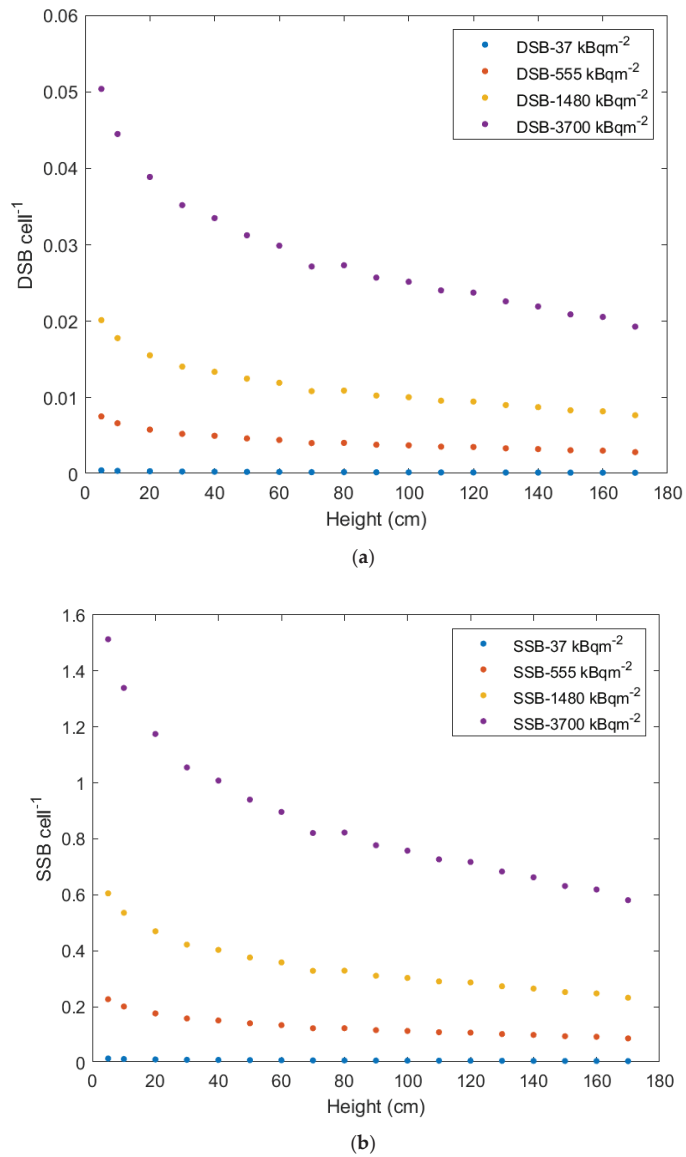 0.06
0.05
0.04
0.03
0.02
0.01
0
DSB cell-1
DSB-37 kBqm-2
DSB-555 kBqm-2
DSB-1480 kBqm-2
DSB-3700 kBqm-2
0 20 40 60 80 100 120 140 160 180
Height (cm)
(a)
1.6
1.4
1.2
1
0.8
0.6
0.4
0.2
0
SSB cell-1
SSB-37 kBqm-2
SSB-555 kBqm-2
SSB-1480 kBqm-2
SSB-3700 kBqm-2
0 20 40 60 80 100 120 140 160 180
Height (cm)
(b)